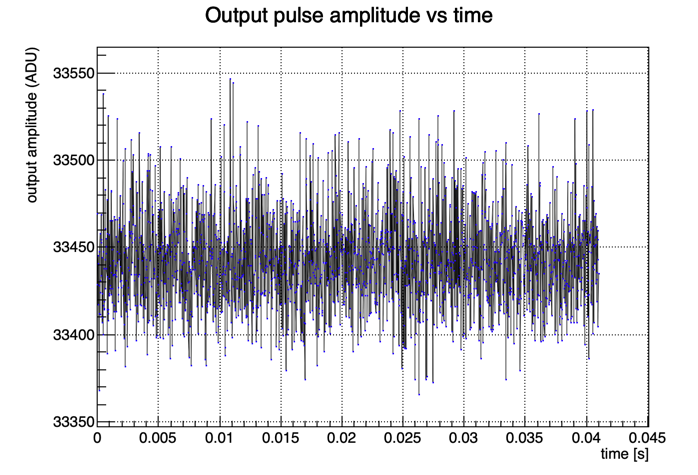 Output pulse amplitude vs time
output amplitude (ADU)
33550
33500
33450
33400
33350
0 0.005 0.01 0.015 0.02 0.025 0.03 0.035 0.04 0.045
time [s]